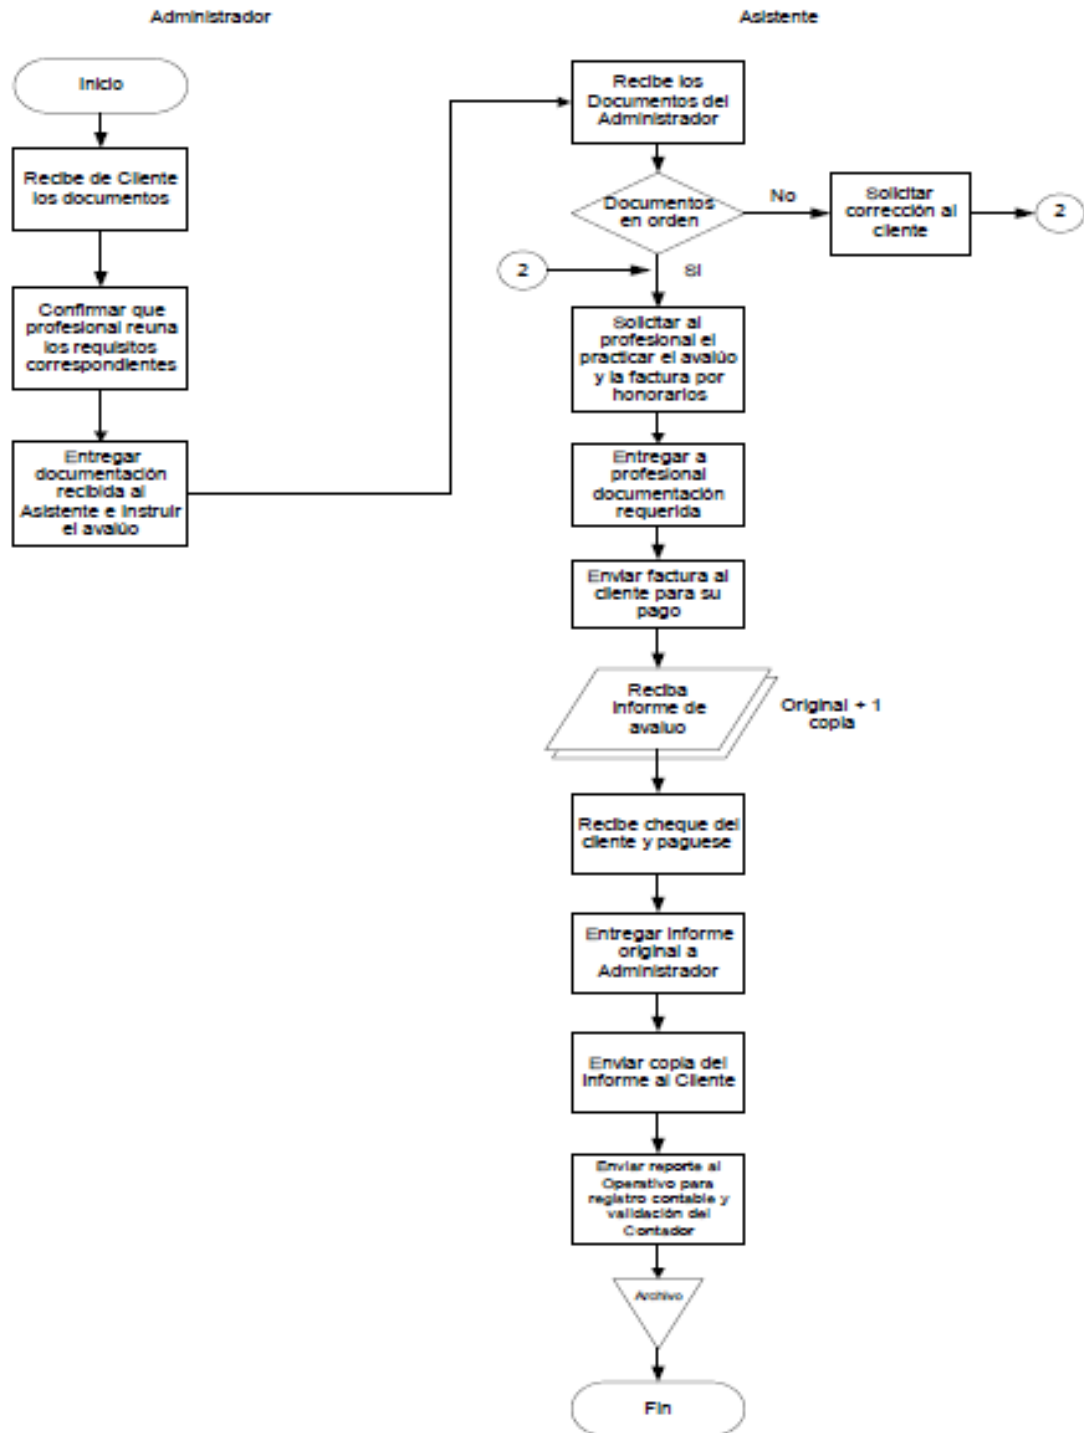 Administrador
Asistente
Inicio
Recibe de Cliente
los documentos
Confirmar que
profesional reuna
los requisitos
correspondientes
Entregar
documentación
recibida al
Asistente e instruir
el avalúo
Recibe los
Documentos del
Administrador
Documentos
en orden
No
Solicitar
corrección al
cliente
2
2
Si
Solicitar al
profesional el
practicar el avalúo
y la factura por
honorarios
Entregar a
profesional
documentación
requerida
Enviar factura al
cliente para su
pago
Reciba
informe de
avaluo
Original + 1
copia
Recibe cheque del
cliente y paguese
Entregar informe
original a
Administrador
Enviar copia del
informe al Cliente
Enviar reporte al
Operativo para
registro contable y
validación del
Contador
Archivo
Fin